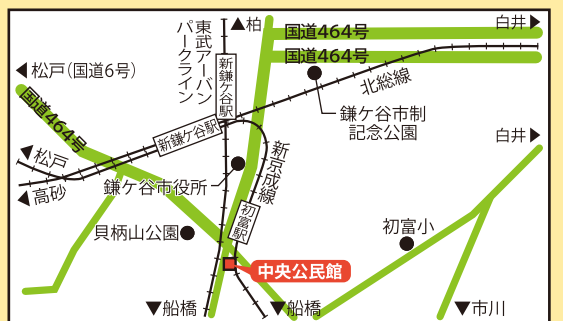 ▲柏
東武アーバン
パークライン
国道464号
白井▶
国道464号
◀松戸(国道6号)
新鎌ケ谷駅
北総線
国道464号
鎌ケ谷市制
記念公園
新鎌ケ谷駅
白井▶
◀松戸
新京成線
鎌ケ谷市役所
◀高砂
初富駅
貝柄山公園
初富小
中央公民館
▼船橋
▼船橋
▼市川